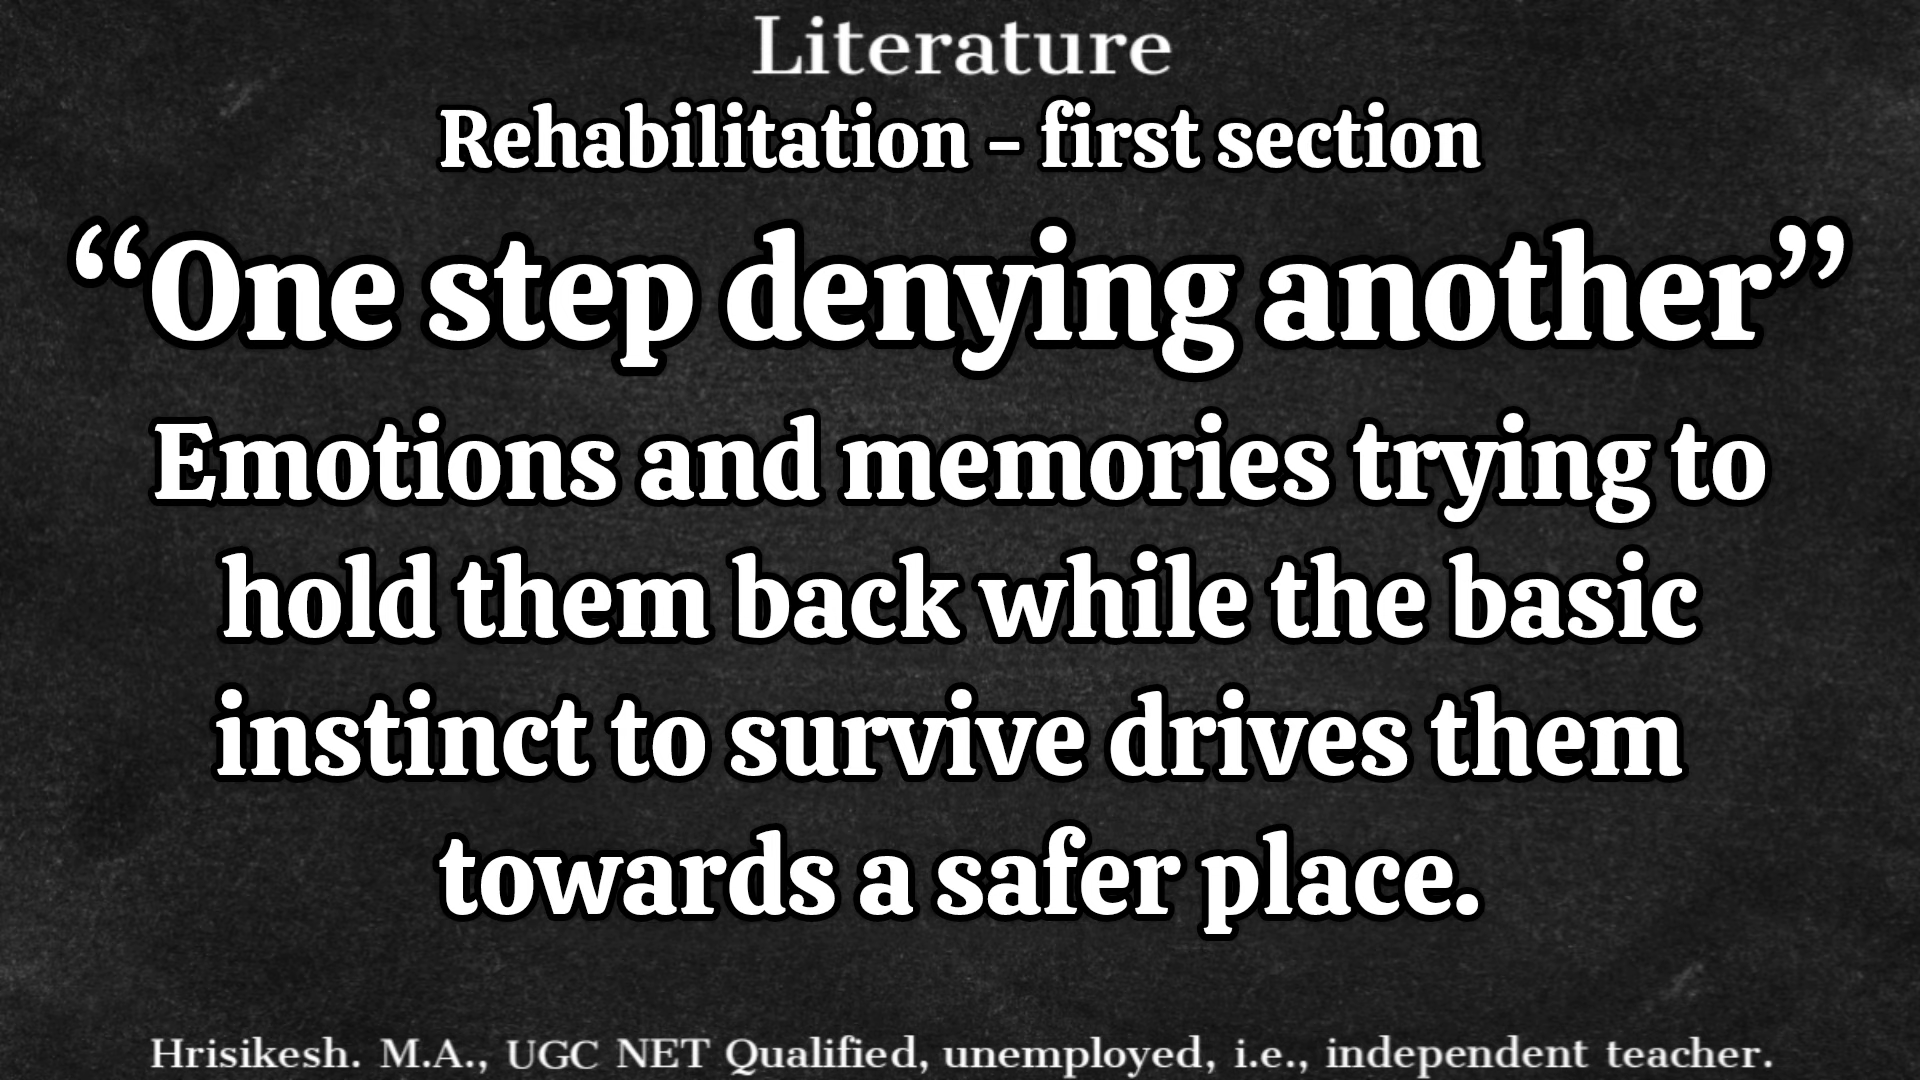 Literature
Rehabilitation - first section
“One step denying another”
Emotions and memories trying to
hold them back while the basic
instinct to survive drives them
towards a safer place.
Hrisikesh. M.A., UGC NET Qualified, unemployed, i.e., independent teacher.